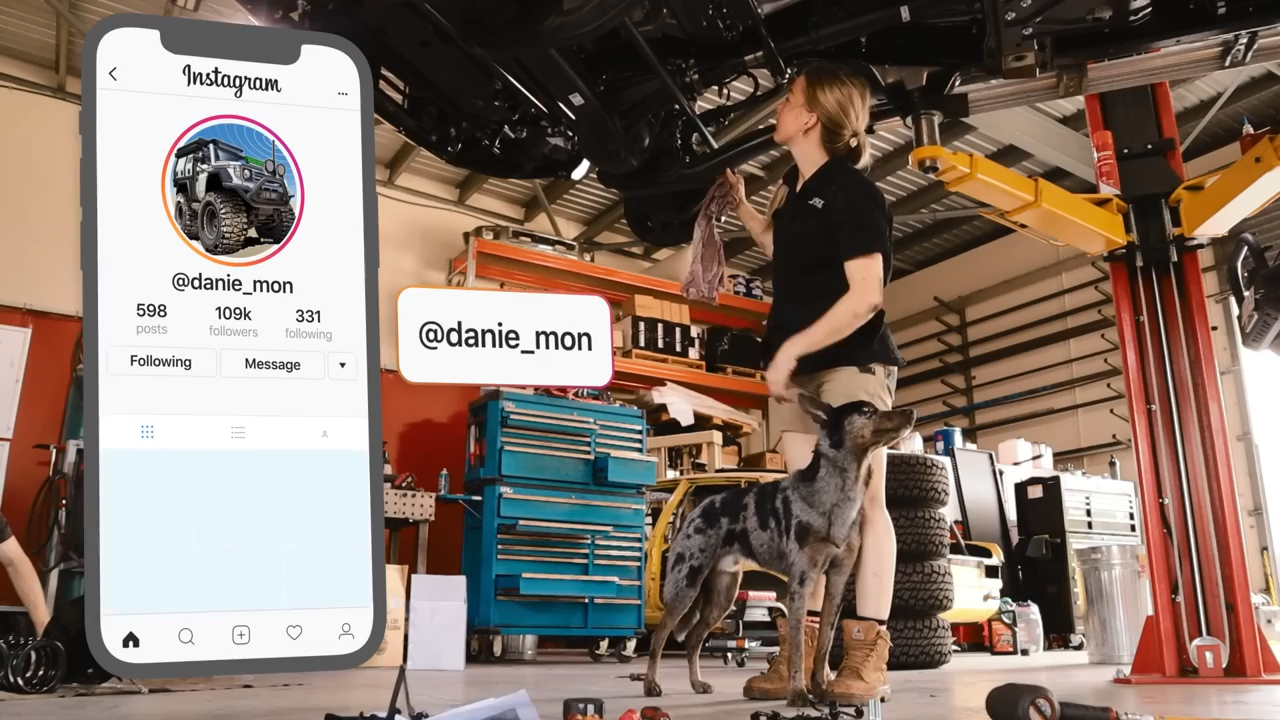 Instagram
@danie_mon
598
109k
331
posts
followers
following
Following
Message
@danie_mon